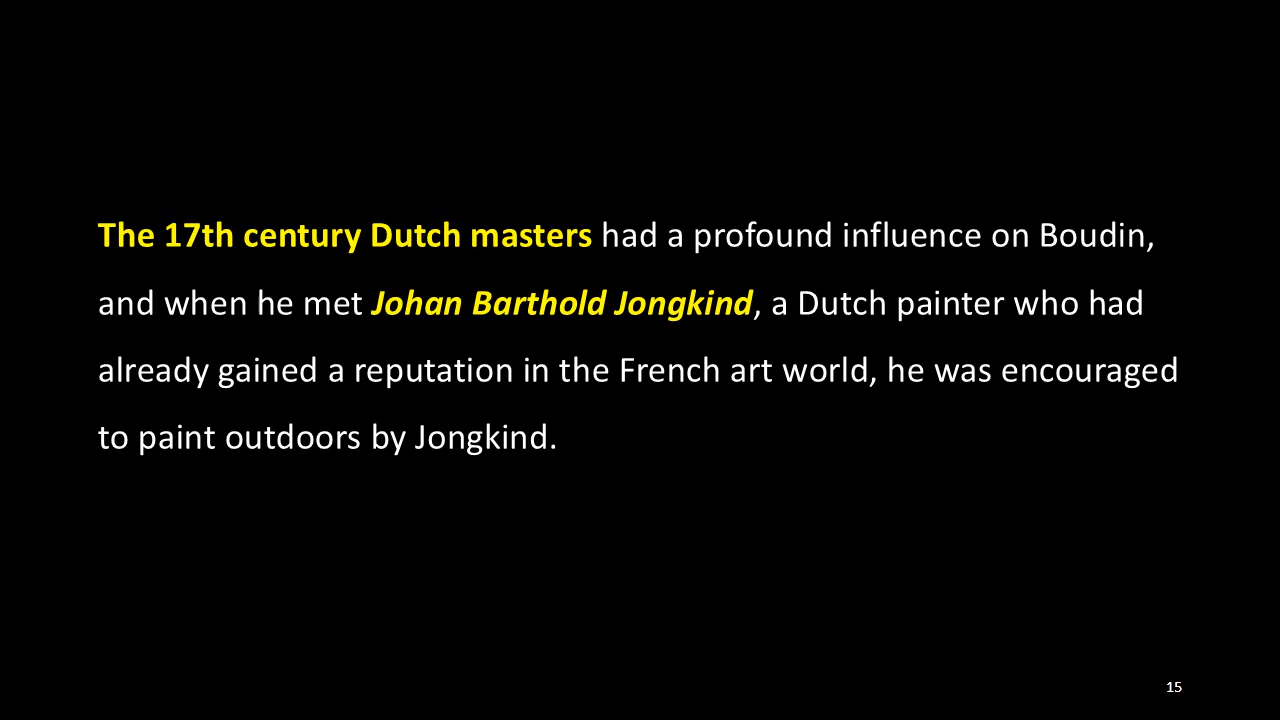 The 17th century Dutch masters had a profound influence on Boudin,
and when he met Johan Barthold Jongkind, a Dutch painter who had
already gained a reputation in the French art world, he was encouraged
to paint outdoors by Jongkind.
15